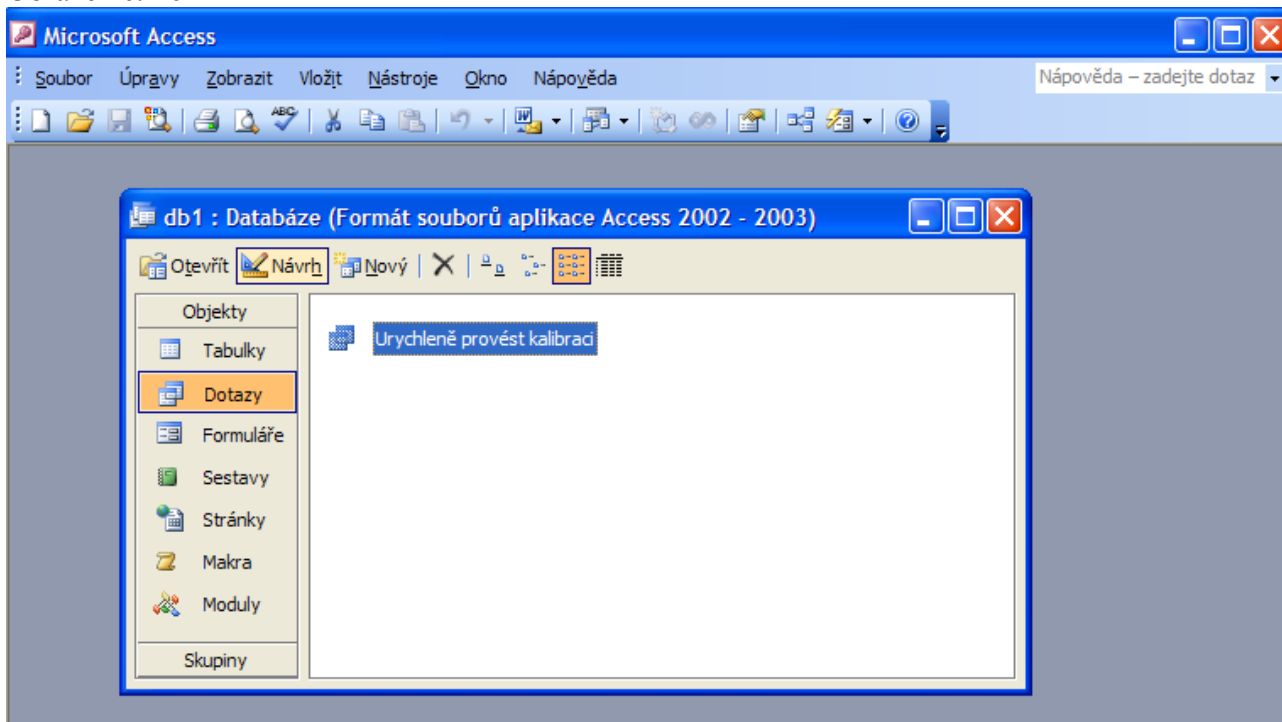 Microsoft Access
Soubor Úpravy Zobrazit Vložit Nástroje Okno Nápověda Nápověda – zadejte dotaz
db1 : Databáze (Formát souborů aplikace Access 2002 - 2003)
Otevřít Návrh Nový
Objekty
Urychleně provést kalibraci
Tabulky
Dotazy
Formuláře
Sestavy
Stránky
Makra
Moduly
Skupiny